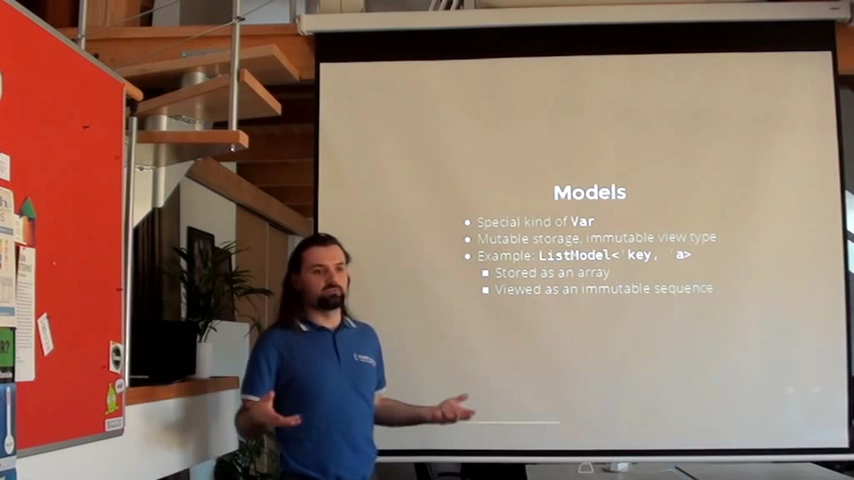 Models
Special kind of Var
Mutable storage, immutable view type
Example: ListModel<'key, 'a>
Stored as an array
Viewed as an immutable sequence